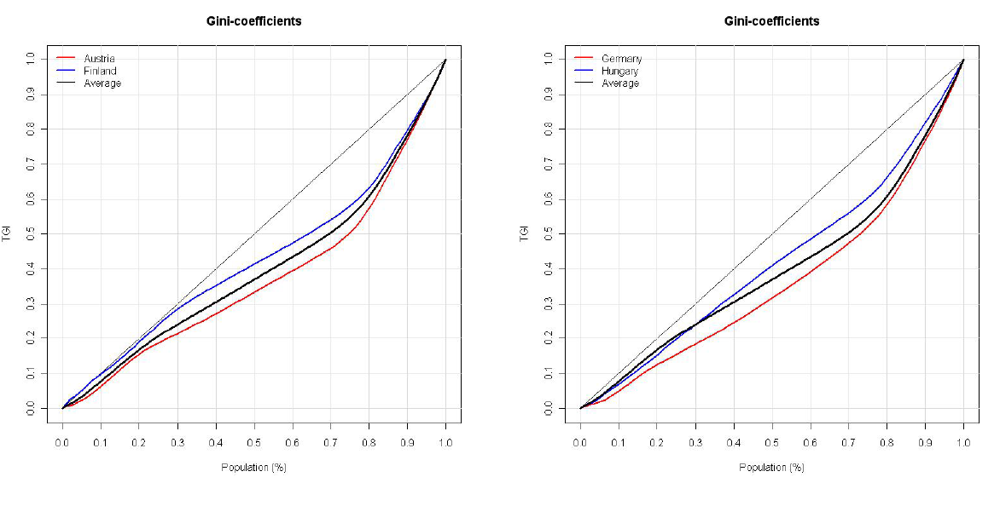 Gini-coefficients
Austria
Finland
Average
TGI
1.0
0.9
0.8
0.7
0.6
0.5
0.4
0.3
0.2
0.1
0.0
0.0 0.1 0.2 0.3 0.4 0.5 0.6 0.7 0.8 0.9 1.0
Population (%)
Gini-coefficients
Germany
Hungary
Average
TGI
1.0
0.9
0.8
0.7
0.6
0.5
0.4
0.3
0.2
0.1
0.0
0.0 0.1 0.2 0.3 0.4 0.5 0.6 0.7 0.8 0.9 1.0
Population (%)